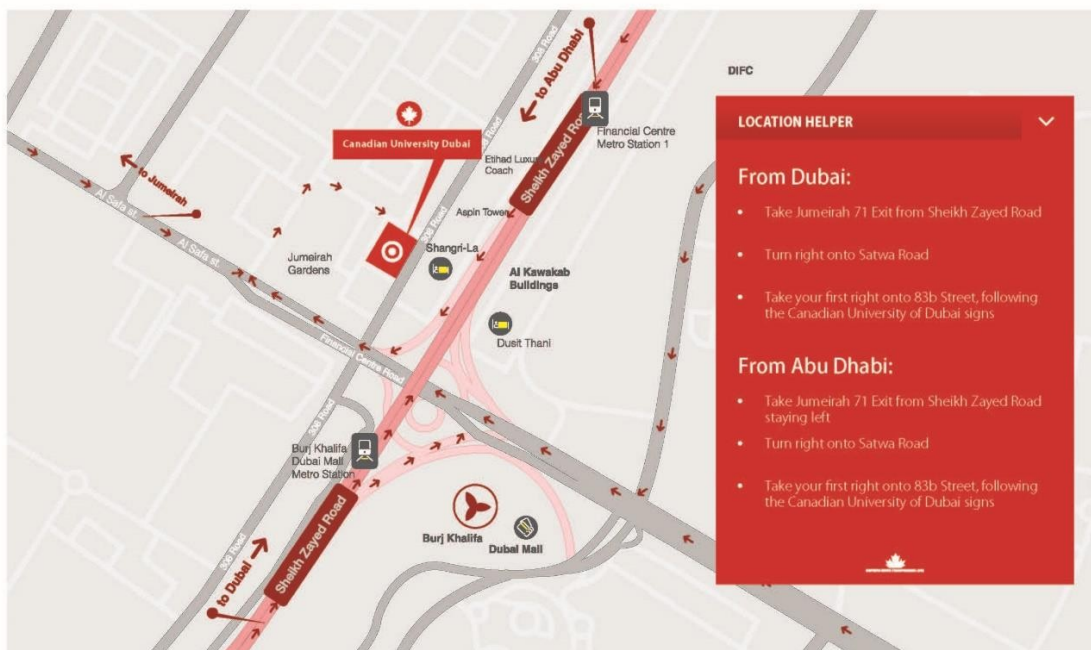 308 Road
to Abu Dhabi
DIFC
LOCATION HELPER
Canadian University Dubai
Financial Centre
Metro Station 1
Etihad Luxu
Coach
Sheikh Zayed Road
to Jumeirah
Al Safa st.
Al Safa st.
Aspin Tower
308 Road
Jumeirah
Gardens
Shangri-La
Al Kawakab
Buildings
Dusit Thani
Financial Centre Road
308 Road
Burj Khalifa
Dubai Mall
Metro Station
Sheikh Zayed Road
Burj Khalifa
Dubai Mall
308 Road
to Dubai
From Dubai:
• Take Jumeirah 71 Exit from Sheikh Zayed Road
• Turn right onto Satwa Road
• Take your first right onto 83b Street, following
the Canadian University of Dubai signs
From Abu Dhabi:
• Take Jumeirah 71 Exit from Sheikh Zayed Road
staying left
• Turn right onto Satwa Road
• Take your first right onto 83b Street, following
the Canadian University of Dubai signs